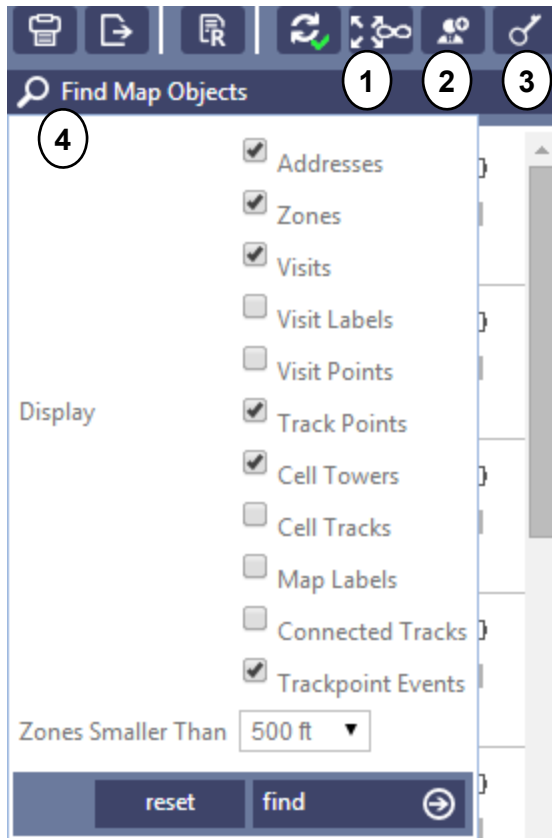 R
1
2
3
Find Map Objects
4
Addresses
Zones
Visits
Visit Labels
Visit Points
Display
Track Points
Cell Towers
Cell Tracks
Map Labels
Connected Tracks
Trackpoint Events
Zones Smaller Than 500 ft
reset find